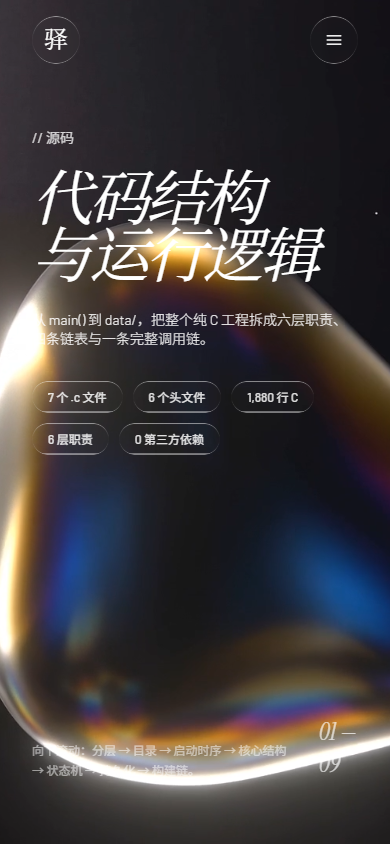 驿
// 源码
代码结构
与运行逻辑
main() 到 data/，把整个纯 C 工程拆成六层职责、
条链表与一条完整调用链。
7 个 .c 文件
6 个头文件
1,880 行 C
6 层职责
0 第三方依赖
01 —
09
向下滚动：分层 → 目录 → 启动时序 → 核心结构
→ 状态机 → → 构建链。